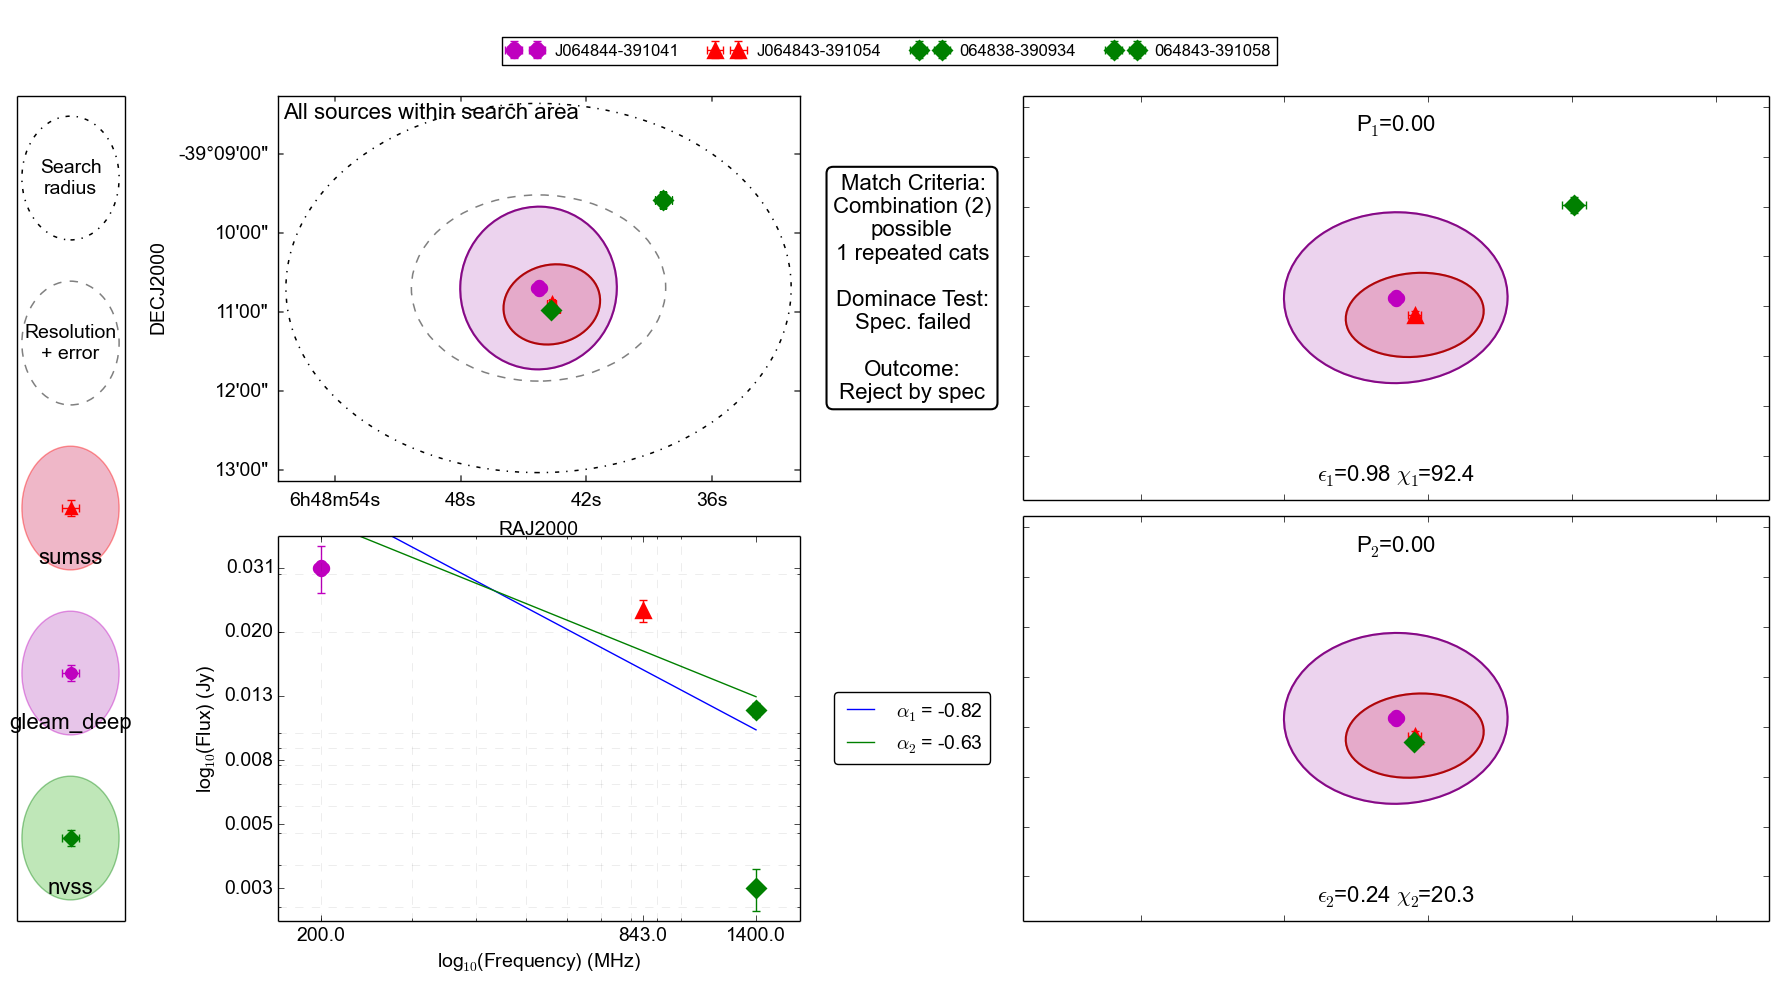 J064844-391041
J064843-391054
064838-390934
064843-391058
Search
radius
Resolution
+ error
sumss
gleam_deep
nvss
All sources within search area
DECJ2000
-39°09'00"
10'00"
11'00"
12'00"
13'00"
6h48m54s
48s
42s
36s
RAJ2000
Match Criteria:
Combination (2)
possible
1 repeated cats
Dominace Test:
Spec. failed
Outcome:
Reject by spec
P₁=0.00
ϵ₁=0.98 χ₁=92.4
log₁₀(Flux) (Jy)
0.031
0.020
0.013
0.008
0.005
0.003
200.0
843.0
1400.0
log₁₀(Frequency) (MHz)
α₁ = -0.82
α₂ = -0.63
P₂=0.00
ϵ₂=0.24 χ₂=20.3